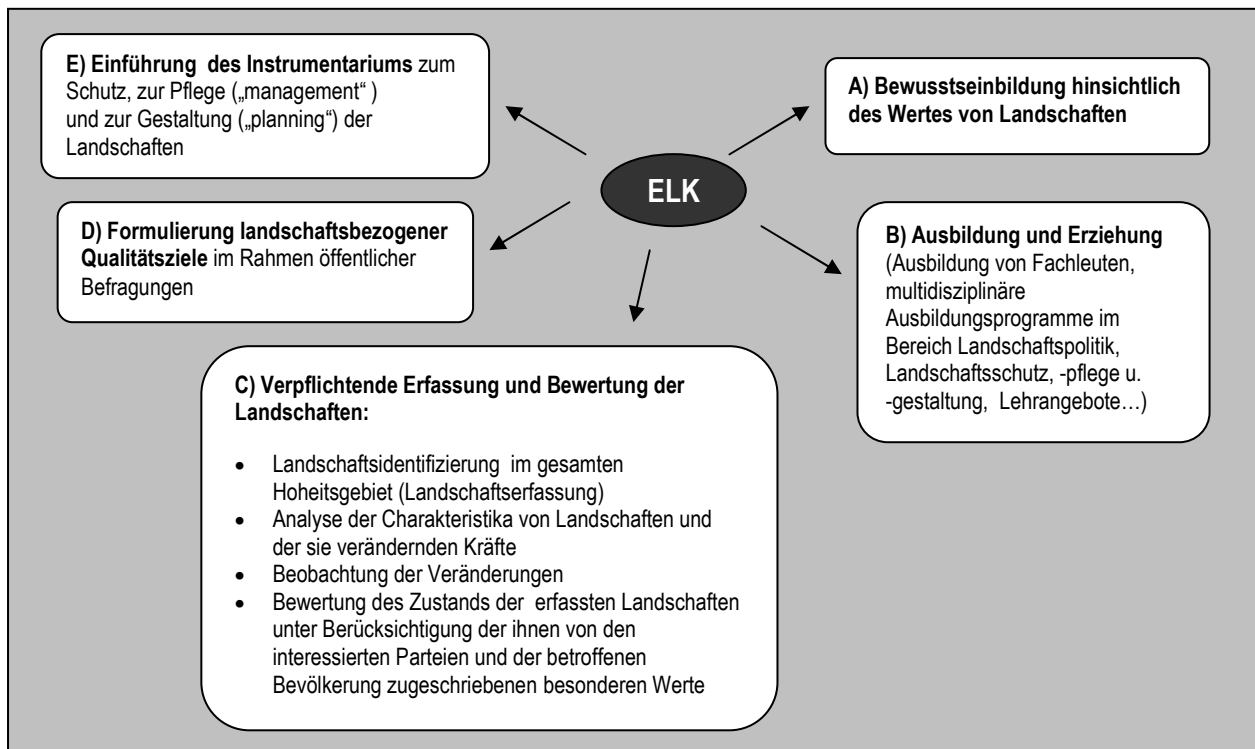 E) Einführung des Instrumentariums zum
Schutz, zur Pflege („management“ )
und zur Gestaltung („planning“) der
Landschaften
A) Bewusstseinbildung hinsichtlich
des Wertes von Landschaften
ELK
D) Formulierung landschaftsbezogener
Qualitätsziele im Rahmen öffentlicher
Befragungen
B) Ausbildung und Erziehung
(Ausbildung von Fachleuten,
multidisziplinäre
Ausbildungsprogramme im
Bereich Landschaftspolitik,
Landschaftsschutz, -pflege u.
-gestaltung, Lehrangebote…)
C) Verpflichtende Erfassung und Bewertung der
Landschaften:
• Landschaftsidentifizierung im gesamten
Hoheitsgebiet (Landschaftserfassung)
• Analyse der Charakteristika von Landschaften und
der sie verändernden Kräfte
• Beobachtung der Veränderungen
• Bewertung des Zustands der erfassten Landschaften
unter Berücksichtigung der ihnen von den
interessierten Parteien und der betroffenen
Bevölkerung zugeschriebenen besonderen Werte